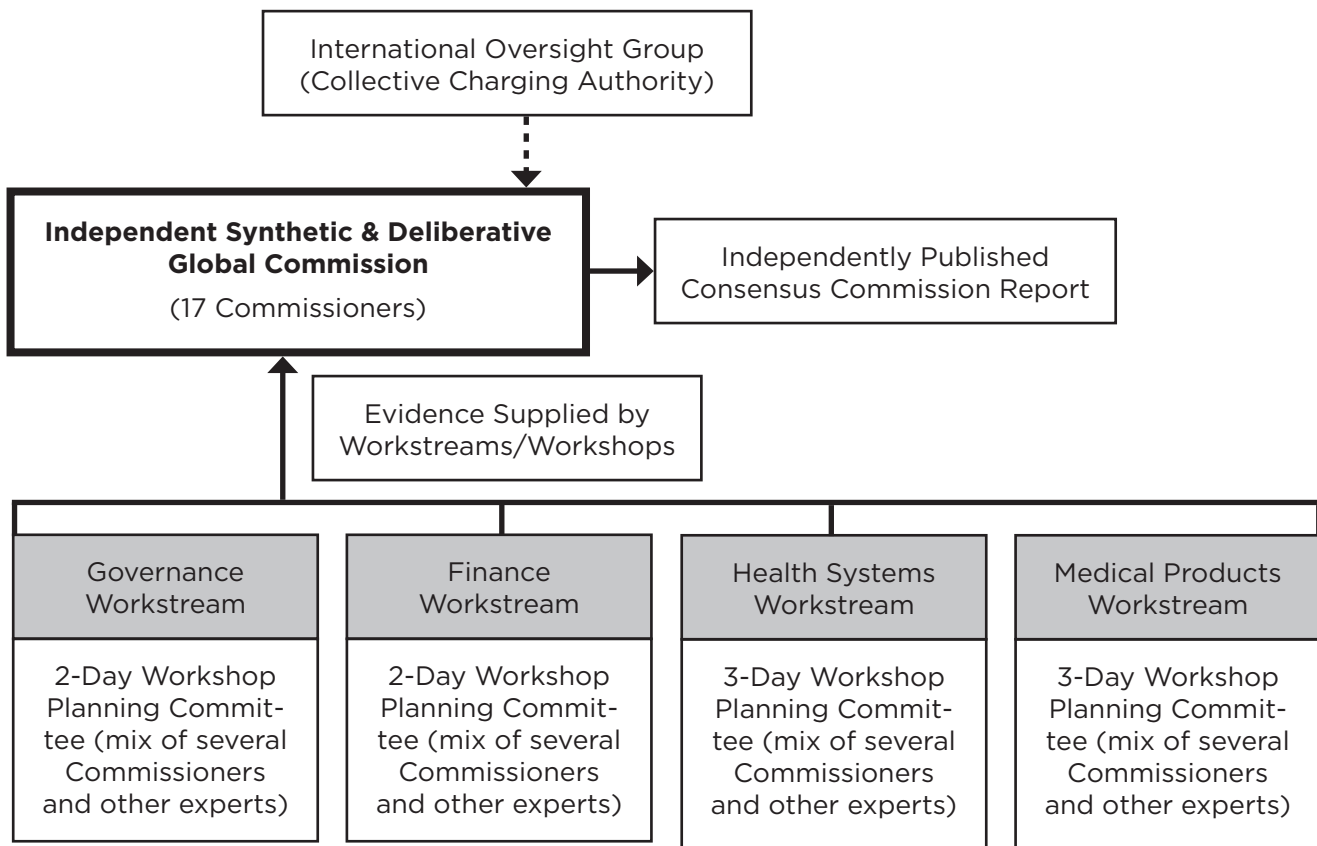 International Oversight Group
(Collective Charging Authority)
Independent Synthetic & Deliberative
Global Commission
(17 Commissioners)
Independently Published
Consensus Commission Report
Evidence Supplied by
Workstreams/Workshops
Governance
Workstream
2-Day Workshop
Planning Commit-
tee (mix of several
Commissioners
and other experts)
Finance
Workstream
2-Day Workshop
Planning Commit-
tee (mix of several
Commissioners
and other experts)
Health Systems
Workstream
3-Day Workshop
Planning Commit-
tee (mix of several
Commissioners
and other experts)
Medical Products
Workstream
3-Day Workshop
Planning Commit-
tee (mix of several
Commissioners
and other experts)